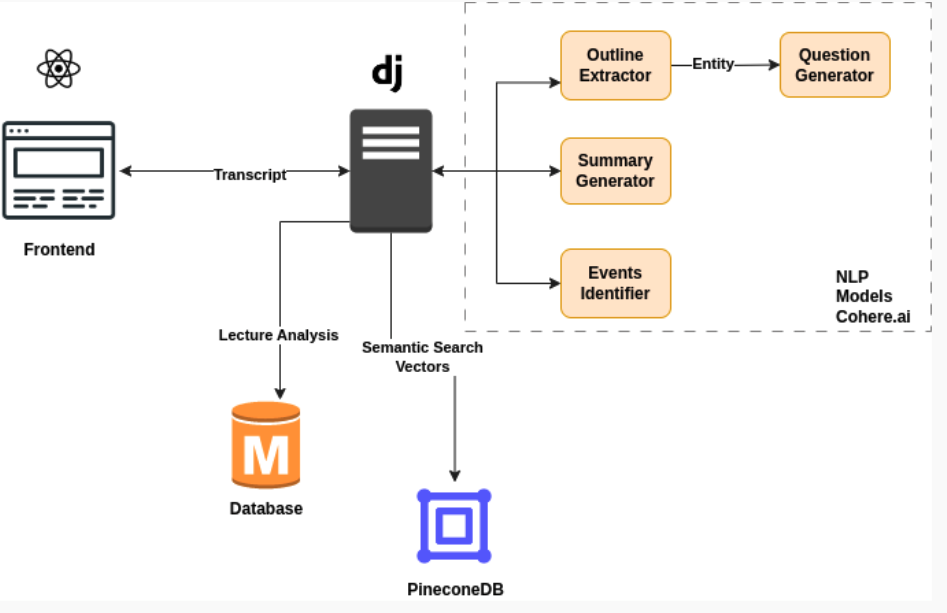 dj
Outline
Extractor
Entity
Question
Generator
Transcript
Summary
Generator
Frontend
Events
Identifier
NLP
Models
Cohere.ai
Lecture Analysis
Semantic Search
Vectors
M
Database
PineconeDB